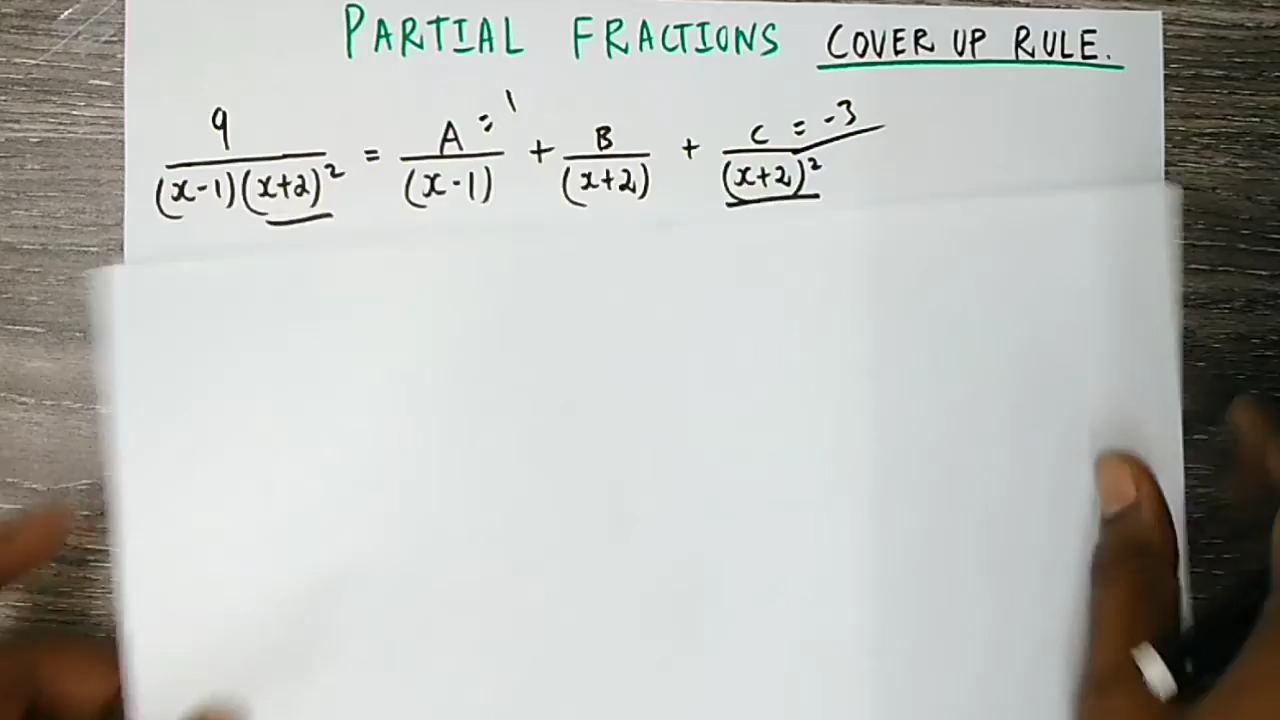 PARTIAL FRACTIONS COVER UP RULE.
9/((x-1)(x+2)²) = A/(x-1) + B/(x+2) + C/(x+2)²
A = 1
C = -3